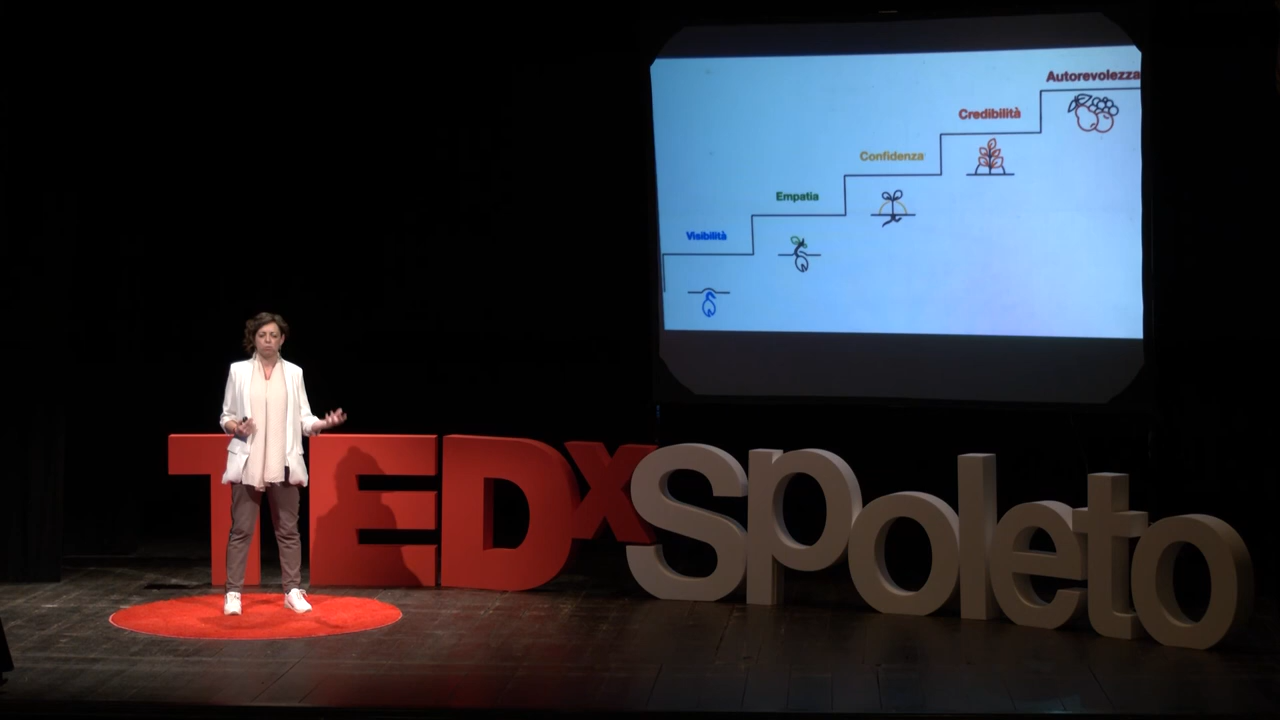 Autorevolezza
Credibilità
Confidenza
Empatia
Visibilità
TEDxSpoleto